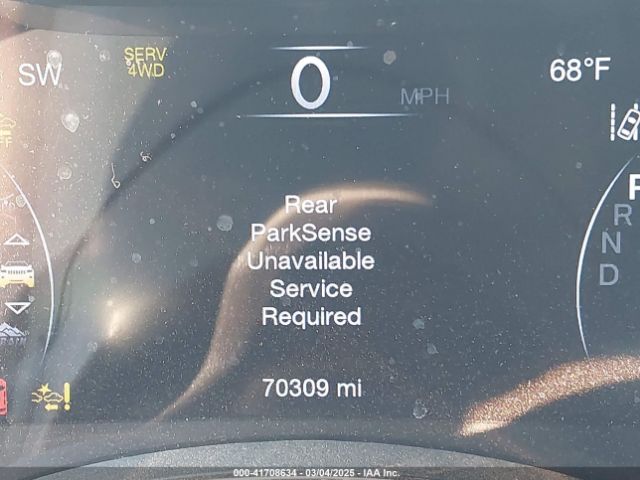 SW
SERV
4WD
0
MPH
68°F
P
R
N
D
Rear
ParkSense
Unavailable
Service
Required
70309 mi
000-41708634 - 03/04/2025 - IAA Inc.